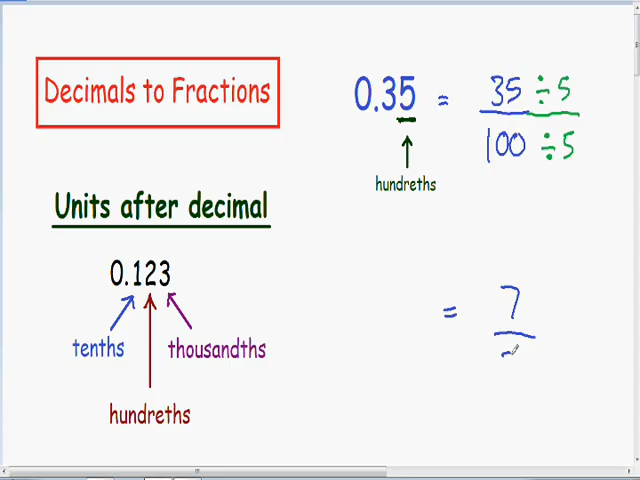 Decimals to Fractions
0.35 = 35 ÷5
100 ÷5
hundreths
Units after decimal
0.123
tenths
thousandths
hundreths
= 7